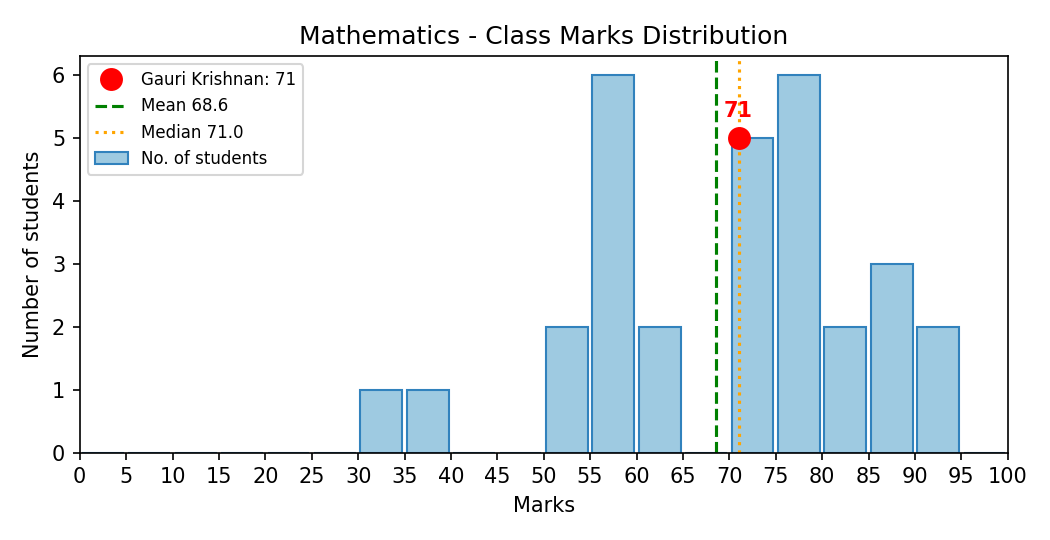 Mathematics - Class Marks Distribution
Gauri Krishnan: 71
Mean 68.6
Median 71.0
No. of students
71
Number of students
6
5
4
3
2
1
0
0 5 10 15 20 25 30 35 40 45 50 55 60 65 70 75 80 85 90 95 100
Marks